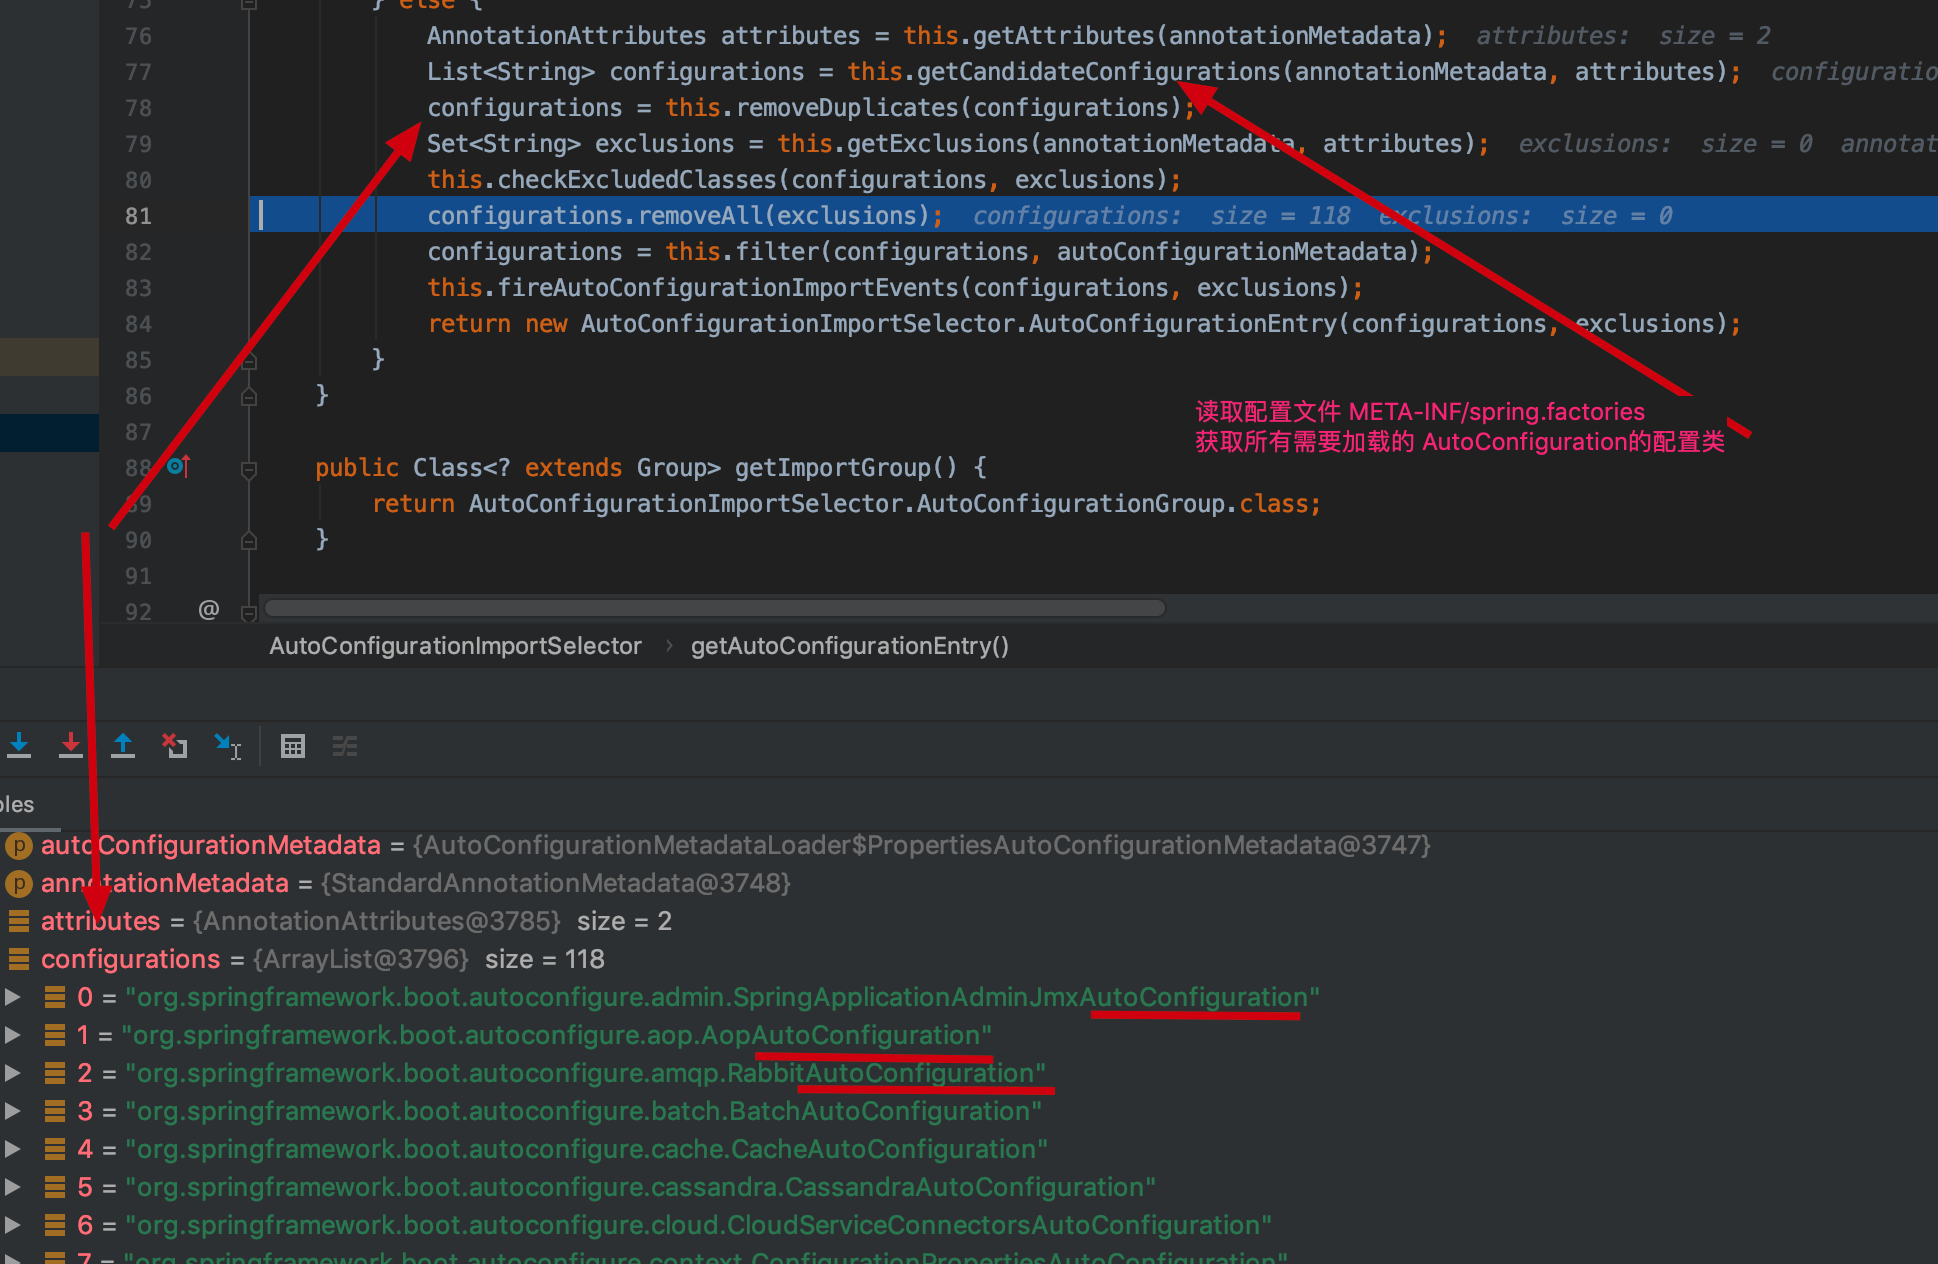 75 } else {
76 AnnotationAttributes attributes = this.getAttributes(annotationMetadata); attributes: size = 2
77 List<String> configurations = this.getCandidateConfigurations(annotationMetadata, attributes); configuratio
78 configurations = this.removeDuplicates(configurations);
79 Set<String> exclusions = this.getExclusions(annotationMetadata, attributes); exclusions: size = 0 annotat
80 this.checkExcludedClasses(configurations, exclusions);
81 configurations.removeAll(exclusions); configurations: size = 118 exclusions: size = 0
82 configurations = this.filter(configurations, autoConfigurationMetadata);
83 this.fireAutoConfigurationImportEvents(configurations, exclusions);
84 return new AutoConfigurationImportSelector.AutoConfigurationEntry(configurations, exclusions);
85 }
86 }
读取配置文件 META-INF/spring.factories
87
获取所有需要加载的 AutoConfiguration的配置类
88 public Class<? extends Group> getImportGroup() {
89 return AutoConfigurationImportSelector.AutoConfigurationGroup.class;
90 }
91
92 @
AutoConfigurationImportSelector › getAutoConfigurationEntry()
bles
p autoConfigurationMetadata = {AutoConfigurationMetadataLoader$PropertiesAutoConfigurationMetadata@3747}
p annotationMetadata = {StandardAnnotationMetadata@3748}
attributes = {AnnotationAttributes@3785} size = 2
configurations = {ArrayList@3796} size = 118
0 = "org.springframework.boot.autoconfigure.admin.SpringApplicationAdminJmxAutoConfiguration"
1 = "org.springframework.boot.autoconfigure.aop.AopAutoConfiguration"
2 = "org.springframework.boot.autoconfigure.amqp.RabbitAutoConfiguration"
3 = "org.springframework.boot.autoconfigure.batch.BatchAutoConfiguration"
4 = "org.springframework.boot.autoconfigure.cache.CacheAutoConfiguration"
5 = "org.springframework.boot.autoconfigure.cassandra.CassandraAutoConfiguration"
6 = "org.springframework.boot.autoconfigure.cloud.CloudServiceConnectorsAutoConfiguration"
7 = "org.springframework.boot.autoconfigure.context.ConfigurationPropertiesAutoConfiguration"